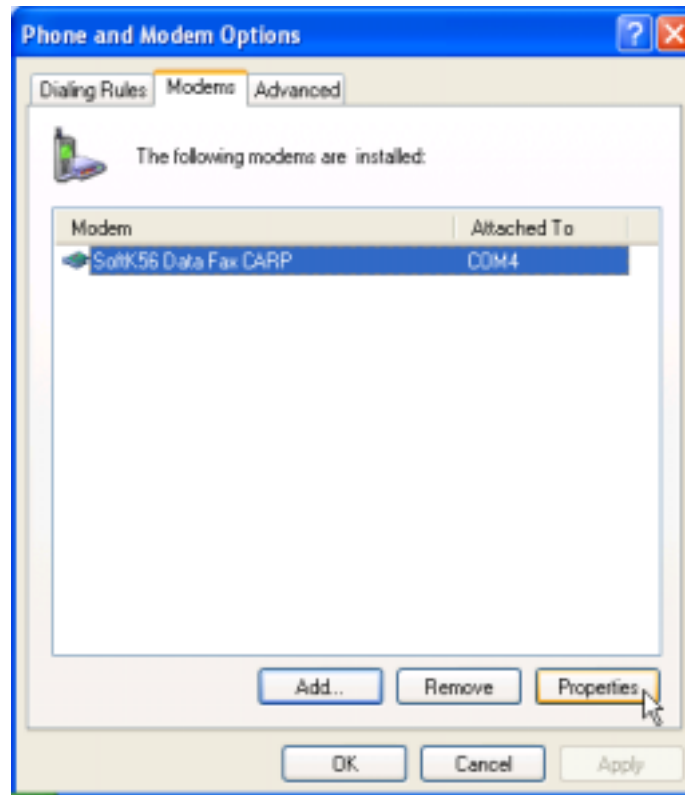 Phone and Modem Options
Dialing Rules Modems Advanced
The following modems are installed:
Modem Attached To
SoftK56 Data Fax CARP COM4
Add... Remove Properties
OK Cancel Apply